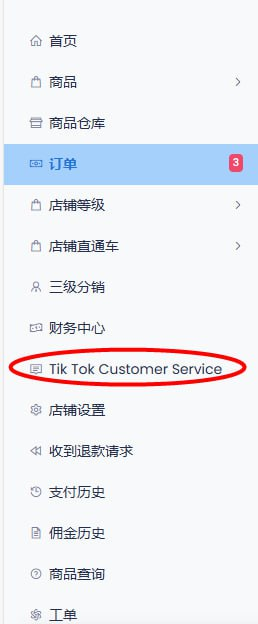 首页
商品
商品仓库
订单 3
店铺等级
店铺直通车
三级分销
财务中心
Tik Tok Customer Service
店铺设置
收到退款请求
支付历史
佣金历史
商品查询
工单